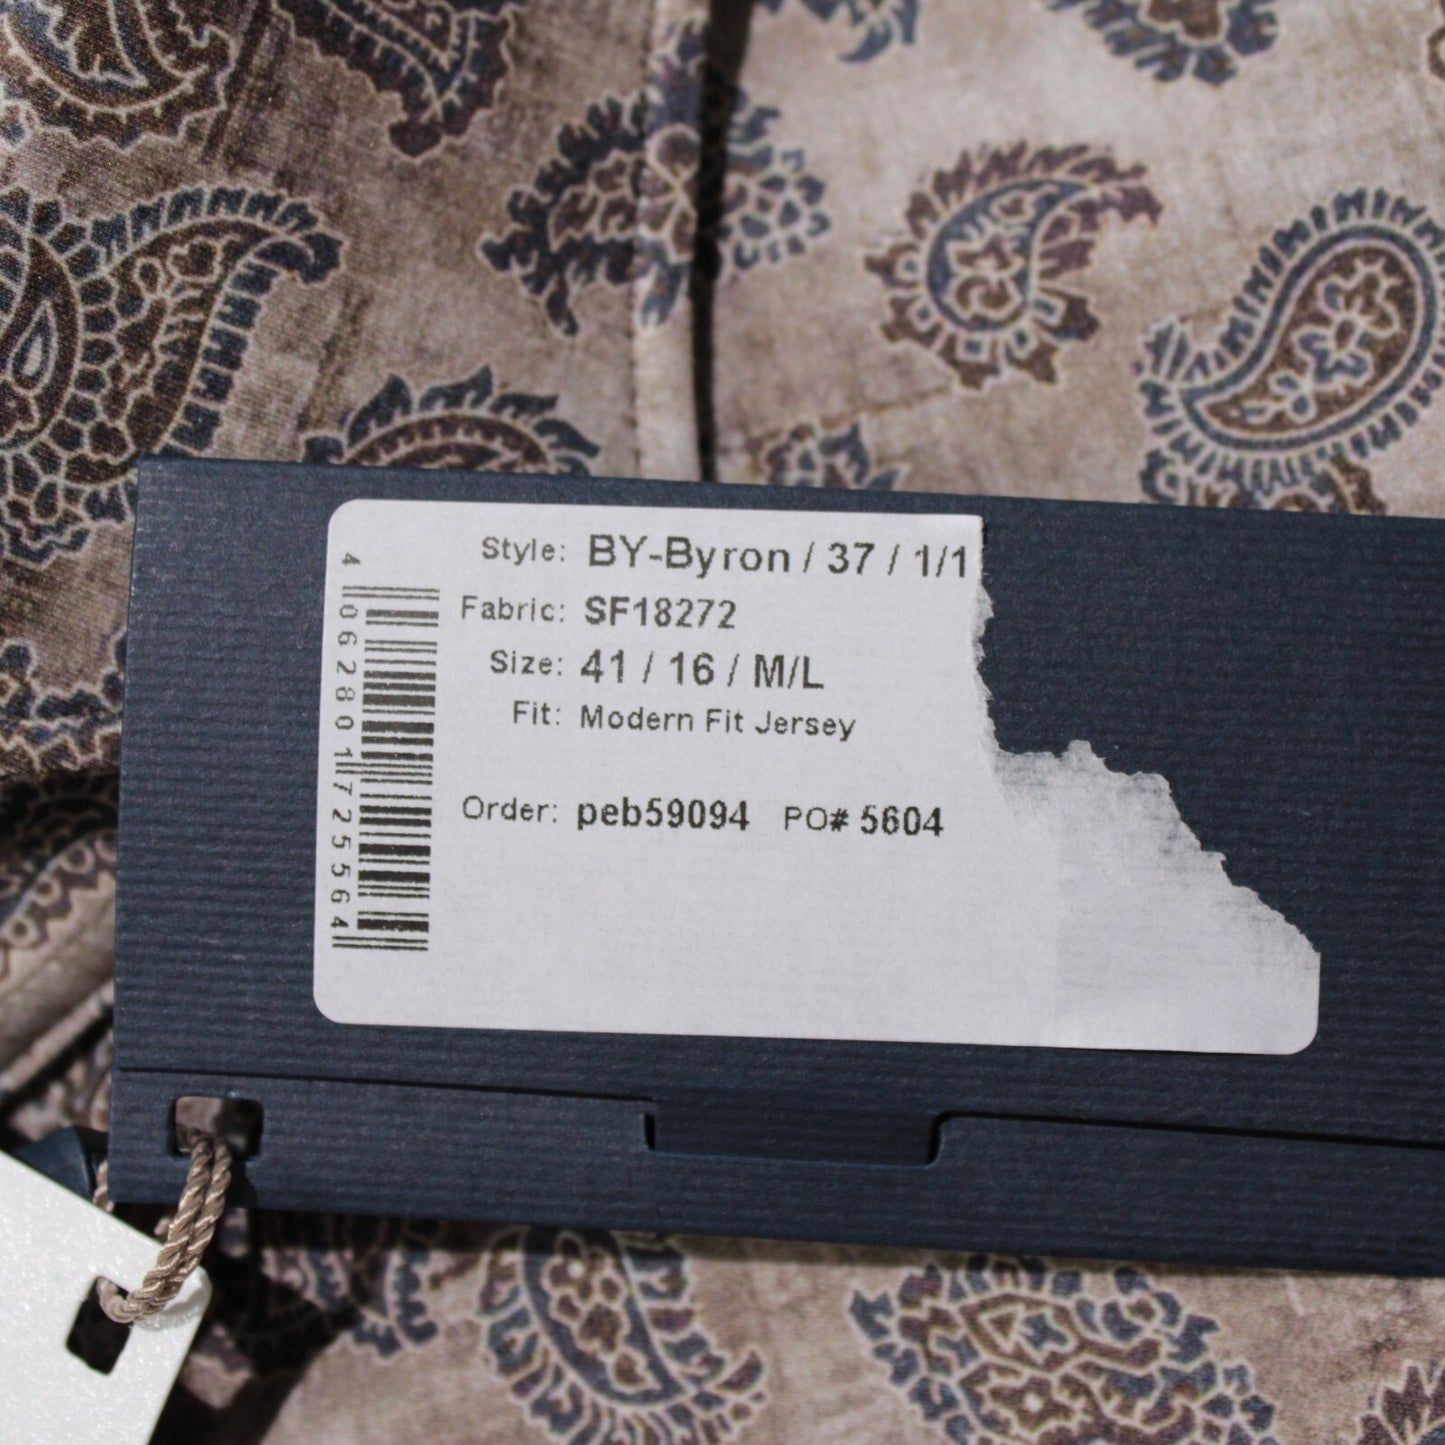 Style: BY-Byron / 37 / 1/1
Fabric: SF18272
Size: 41 / 16 / M/L
Fit: Modern Fit Jersey
Order: peb59094 PO# 5604
4 062801 725564